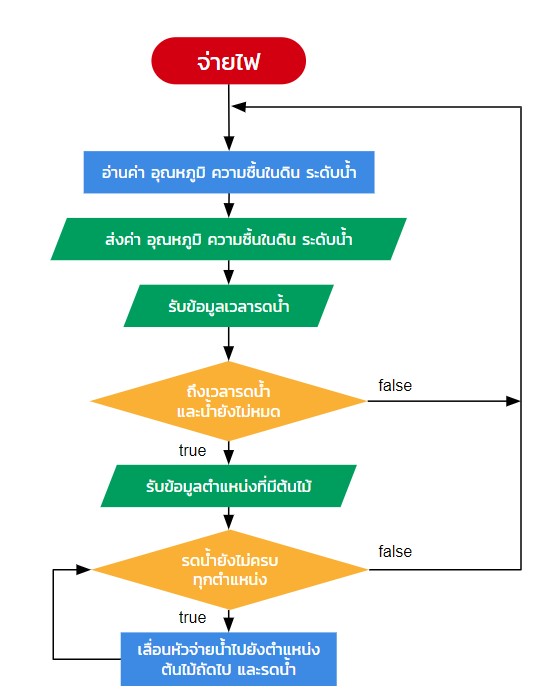 จ่ายไฟ
อ่านค่า อุณหภูมิ ความชื้นในดิน ระดับน้ำ
ส่งค่า อุณหภูมิ ความชื้นในดิน ระดับน้ำ
รับข้อมูลเวลารดน้ำ
ถึงเวลารดน้ำ
และน้ำยังไม่หมด
false
true
รับข้อมูลตำแหน่งที่มีต้นไม้
รดน้ำยังไม่ครบ
ทุกตำแหน่ง
false
true
เลื่อนหัวจ่ายน้ำไปยังตำแหน่ง
ต้นไม้ถัดไป และรดน้ำ